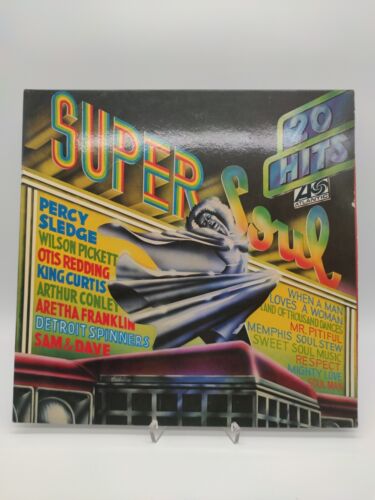 SUPER
Soul
20
HITS
ATLANTIC
PERCY
SLEDGE
WILSON PICKETT
OTIS REDDING
KING CURTIS
ARTHUR CONLEY
ARETHA FRANKLIN
DETROIT SPINNERS
SAM & DAVE
WHEN A MAN
LOVES A WOMAN
LAND OF THOUSAND DANCES
MR. PITIFUL
MEMPHIS SOUL STEW
SWEET SOUL MUSIC
RESPECT
MIGHTY LOVE
SOUL MAN